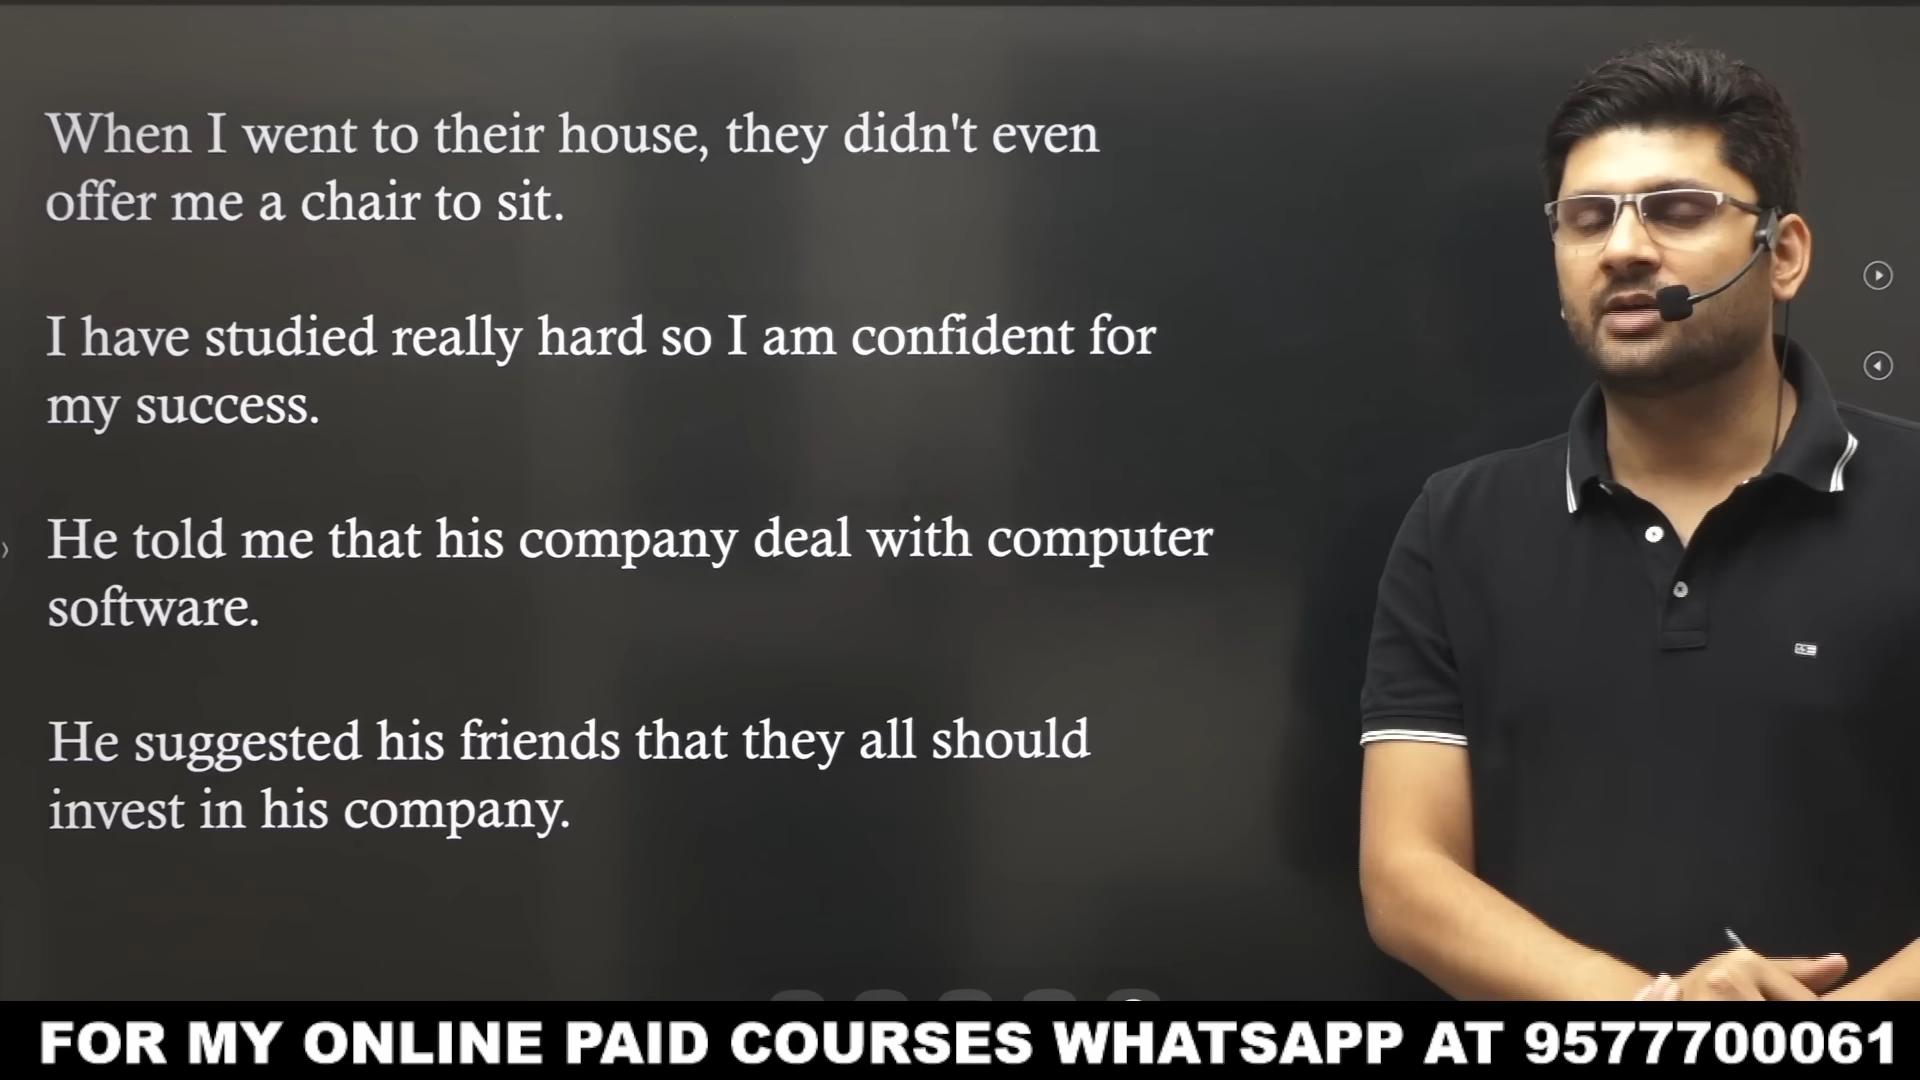 When I went to their house, they didn't even
offer me a chair to sit.
I have studied really hard so I am confident for
my success.
He told me that his company deal with computer
software.
He suggested his friends that they all should
invest in his company.
FOR MY ONLINE PAID COURSES WHATSAPP AT 9577700061